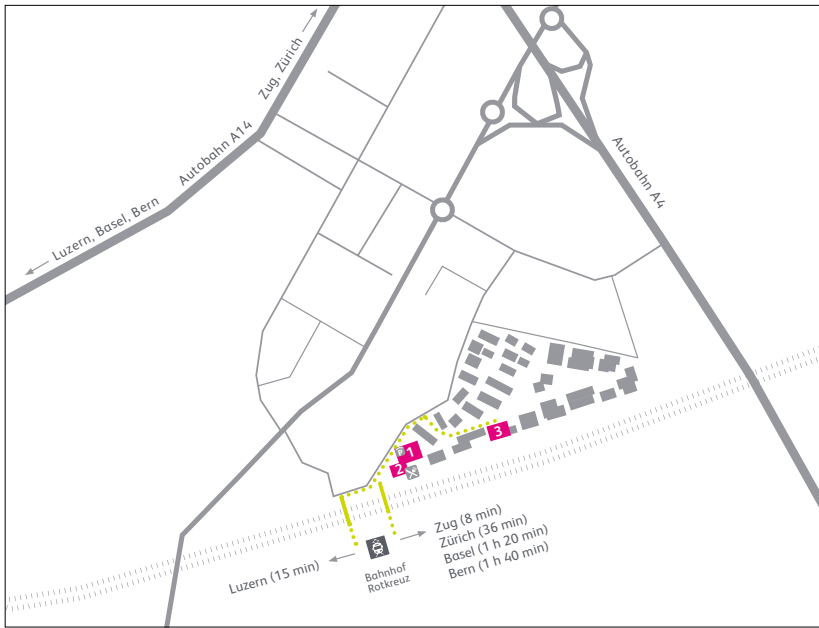 Zug, Zürich
Autobahn A14
Luzern, Basel, Bern
Autobahn A4
P
1
2
3
Zug (8 min)
Zürich (36 min)
Basel (1 h 20 min)
Bern (1 h 40 min)
Luzern (15 min)
Bahnhof
Rotkreuz